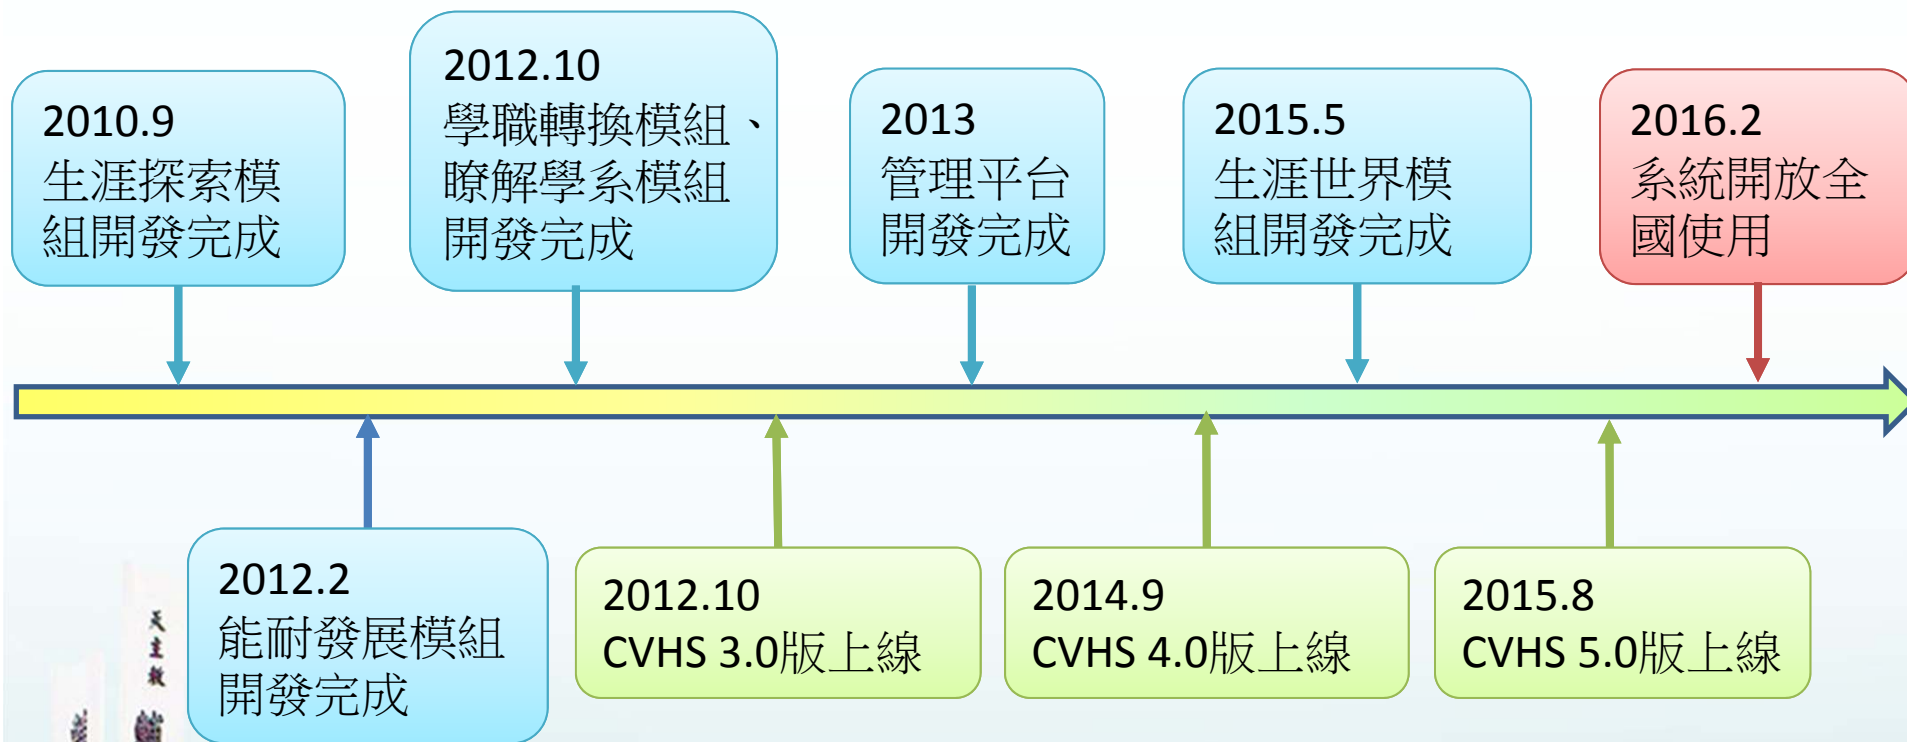 2010.9
生涯探索模
組開發完成
2012.10
學職轉換模組、
瞭解學系模組
開發完成
2013
管理平台
開發完成
2015.5
生涯世界模
組開發完成
2016.2
系統開放全
國使用
2012.2
能耐發展模組
開發完成
2012.10
CVHS 3.0版上線
2014.9
CVHS 4.0版上線
2015.8
CVHS 5.0版上線
天主教